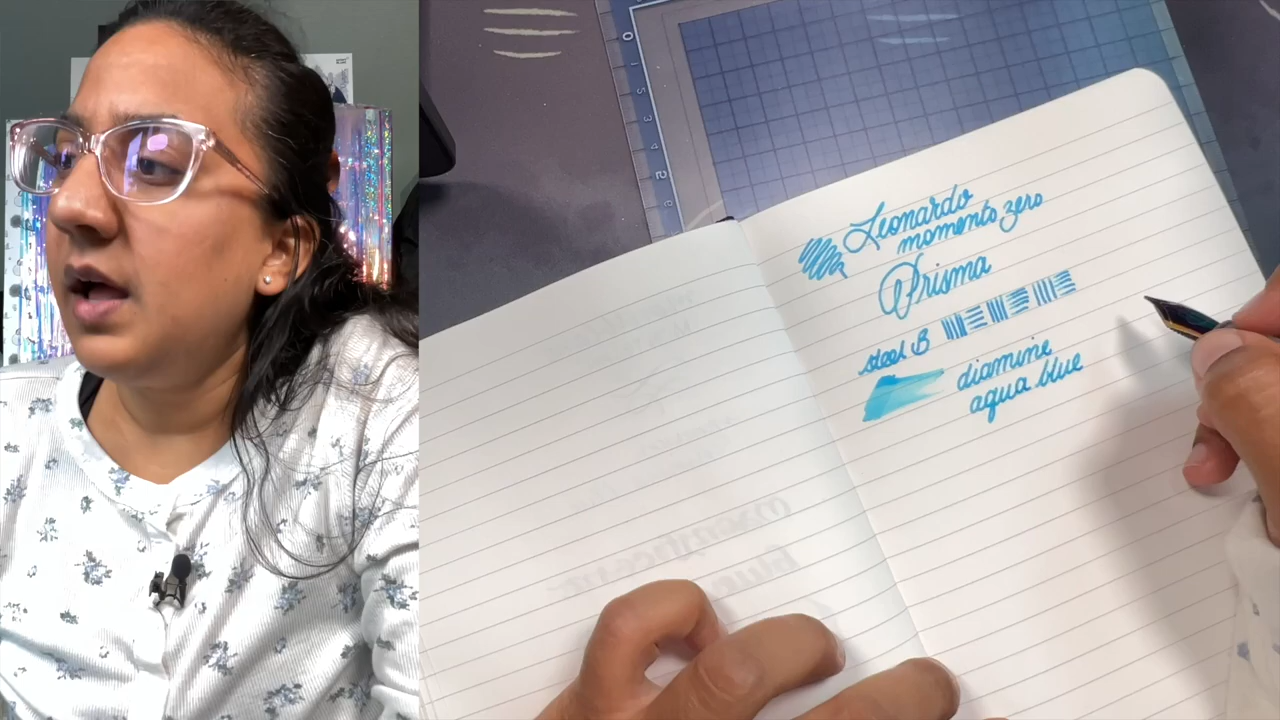 Leonardo
momento zero
Prisma
steel B
diamine
aqua blue